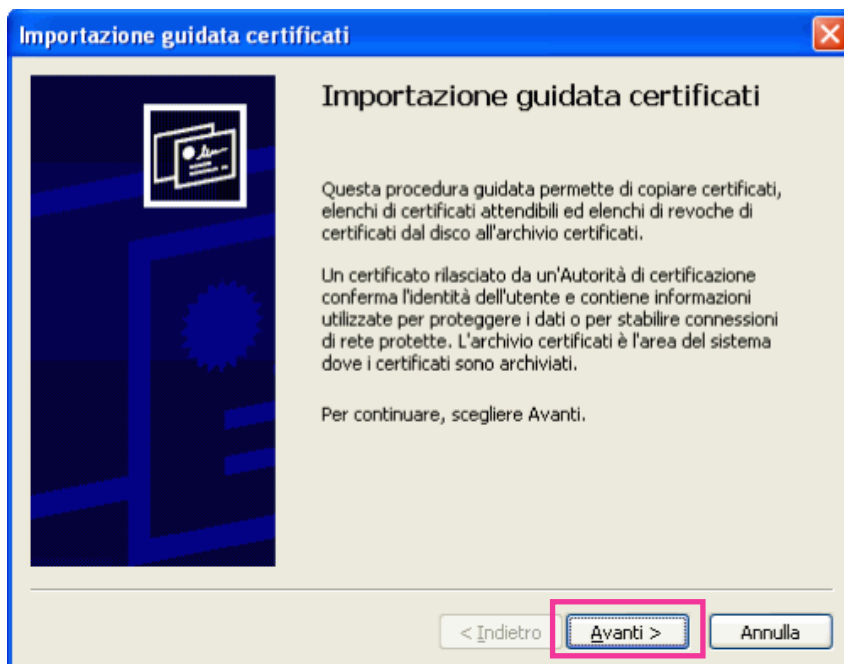 Importazione guidata certificati
Importazione guidata certificati
Questa procedura guidata permette di copiare certificati,
elenchi di certificati attendibili ed elenchi di revoche di
certificati dal disco all'archivio certificati.
Un certificato rilasciato da un'Autorità di certificazione
conferma l'identità dell'utente e contiene informazioni
utilizzate per proteggere i dati o per stabilire connessioni
di rete protette. L'archivio certificati è l'area del sistema
dove i certificati sono archiviati.
Per continuare, scegliere Avanti.
< Indietro Avanti > Annulla